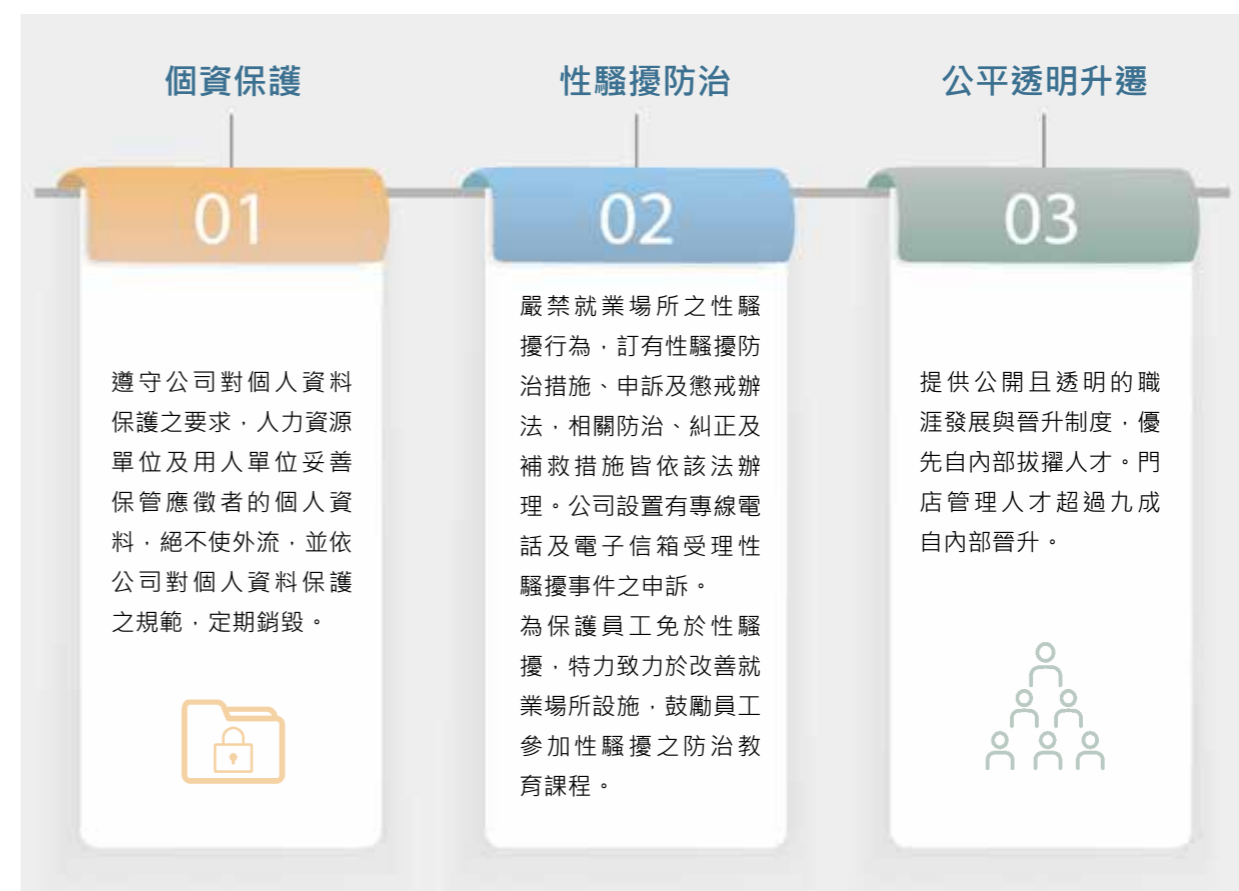 個資保護
01
遵守公司對個人資料
保護之要求，人力資源
單位及用人單位妥善
保管應徵者的個人資
料，絕不使外流，並依
公司對個人資料保護
之規範，定期銷毀。
性騷擾防治
02
嚴禁就業場所之性騷
擾行為，訂有性騷擾防
治措施、申訴及懲戒辦
法，相關防治、糾正及
補救措施皆依該法辦
理。公司設置有專線電
話及電子信箱受理性
騷擾事件之申訴。
為保護員工免於性騷
擾，特力致力於改善就
業場所設施，鼓勵員工
參加性騷擾之防治教
育課程。
公平透明升遷
03
提供公開且透明的職
涯發展與晉升制度，優
先自內部拔擢人才。門
店管理人才超過九成
自內部晉升。